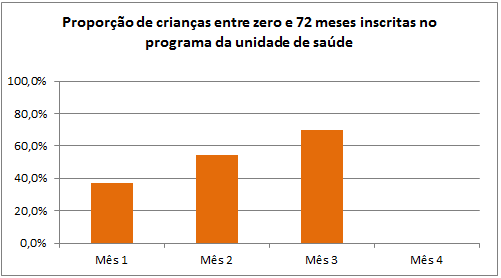 Proporção de crianças entre zero e 72 meses inscritas no
programa da unidade de saúde
100,0%
80,0%
60,0%
40,0%
20,0%
0,0%
Mês 1 Mês 2 Mês 3 Mês 4